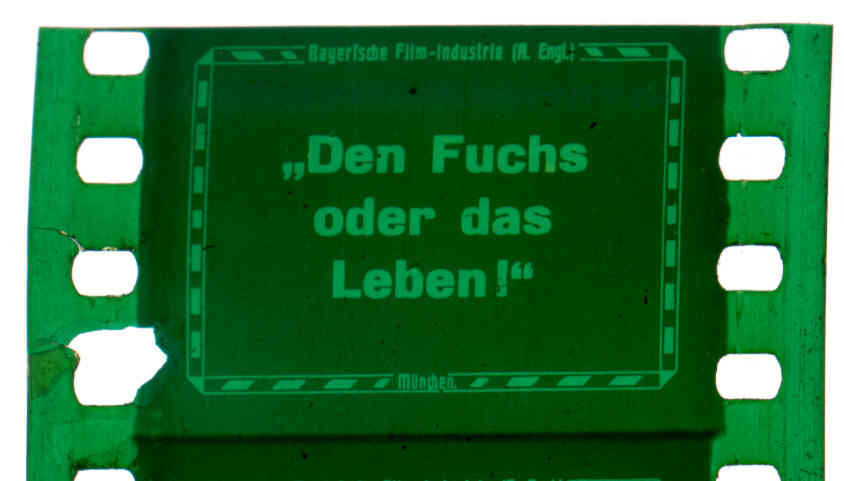 Bayerische Film-Industrie (A. Engl.)
„Den Fuchs
oder das
Leben!“
München.